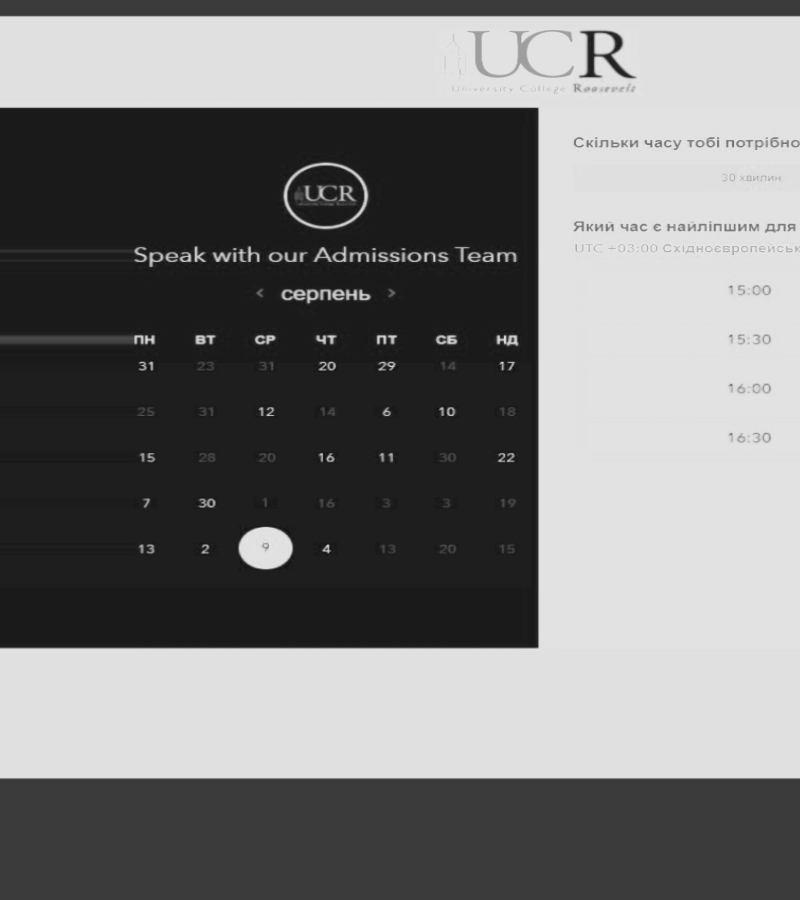 UCR
University College Roosevelt
UCR
Speak with our Admissions Team
< серпень >
ПН ВТ СР ЧТ ПТ СБ НД
31 23 31 20 29 14 17
25 31 12 14 6 10 18
15 28 20 16 11 30 22
7 30 1 16 3 3 19
13 2 9 4 13 20 15
Скільки часу тобі потрібно
30 хвилин
Який час є найліпшим для
UTC +03:00 Східноєвропейськ
15:00
15:30
16:00
16:30